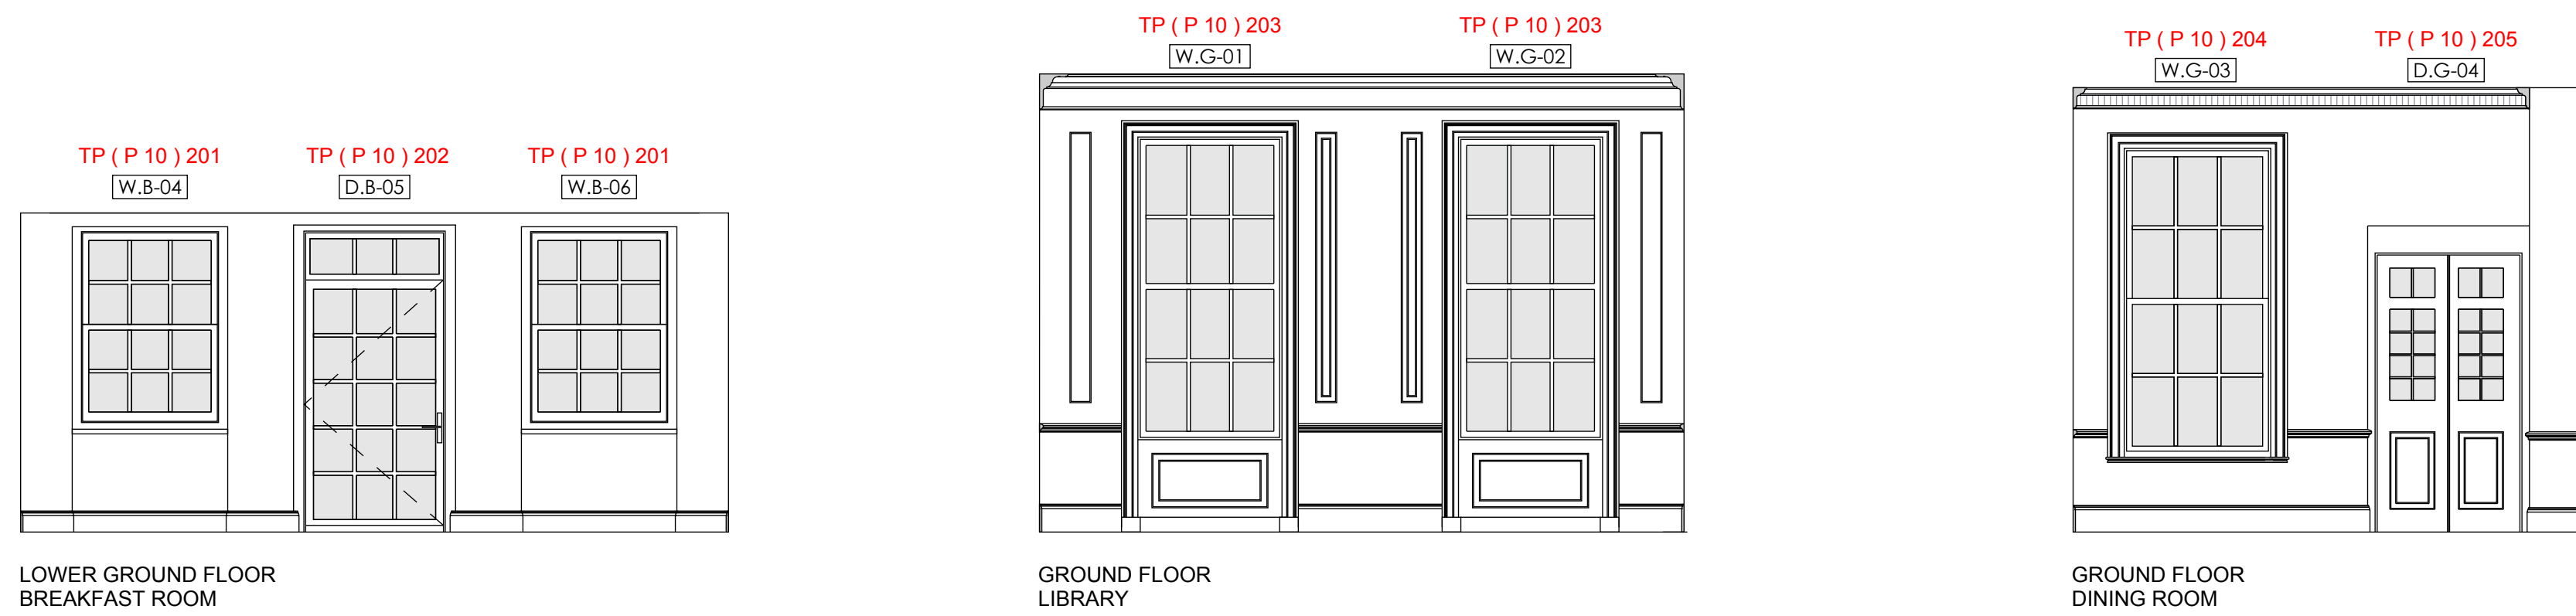 TP ( P 10 ) 201
W.B-04
TP ( P 10 ) 202
D.B-05
TP ( P 10 ) 201
W.B-06
LOWER GROUND FLOOR
BREAKFAST ROOM
TP ( P 10 ) 203
W.G-01
TP ( P 10 ) 203
W.G-02
GROUND FLOOR
LIBRARY
TP ( P 10 ) 204
W.G-03
TP ( P 10 ) 205
D.G-04
GROUND FLOOR
DINING ROOM